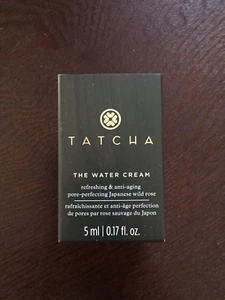 TATCHA
THE WATER CREAM
refreshing & anti-aging
pore-perfecting Japanese wild rose
rafraîchissante et anti-âge perfection
de pores par rose sauvage du Japon
5 ml | 0.17 fl. oz.